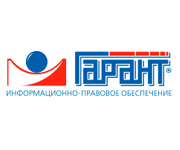 ГАРАНТ®
ИНФОРМАЦИОННО-ПРАВОВОЕ ОБЕСПЕЧЕНИЕ